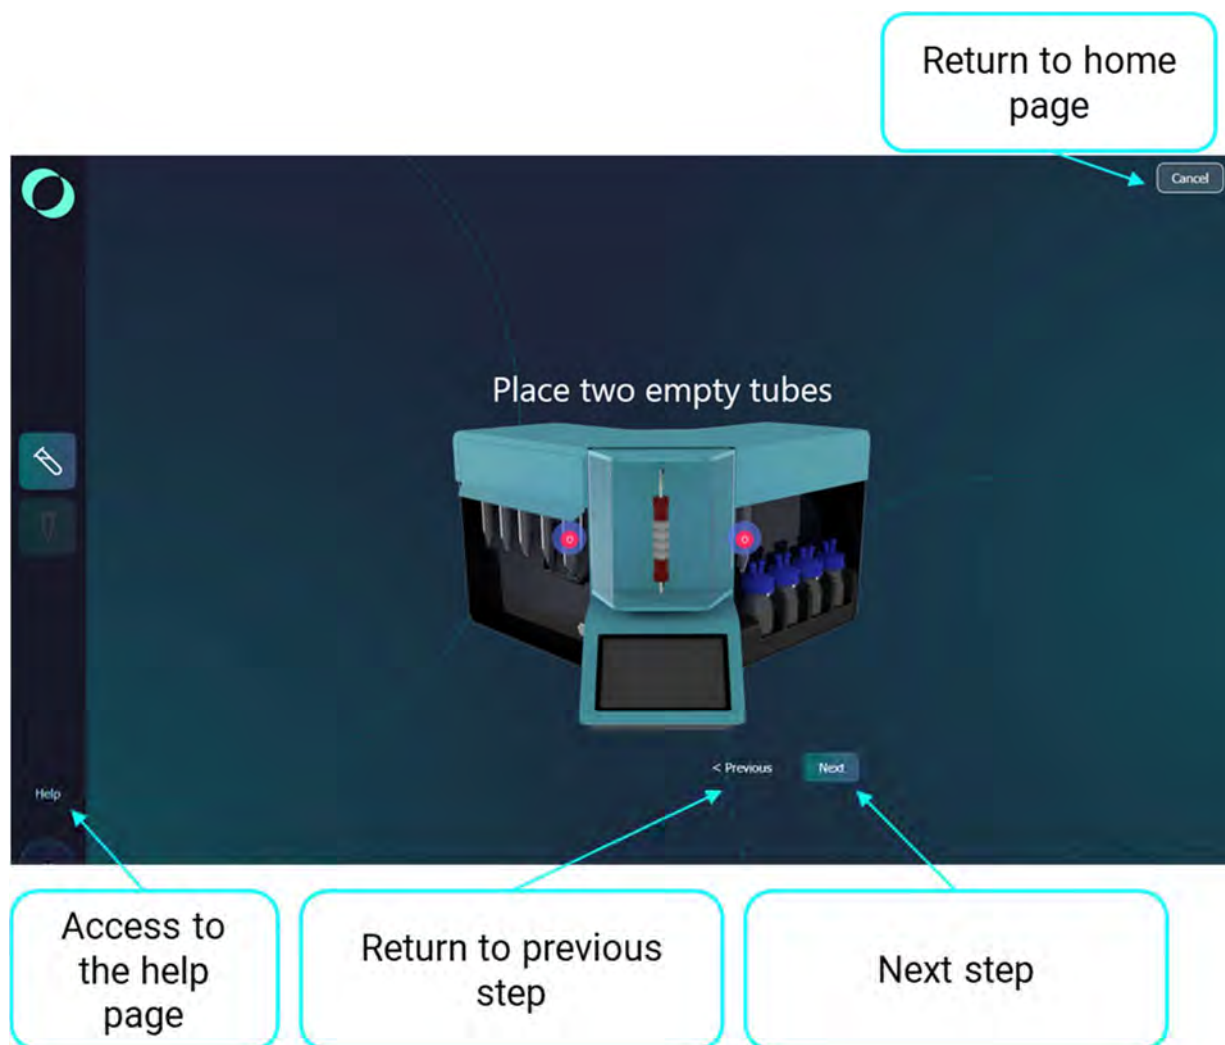 Return to home
page
Cancel
Place two empty tubes
< Previous
Next
Help
Access to
the help
page
Return to previous
step
Next step